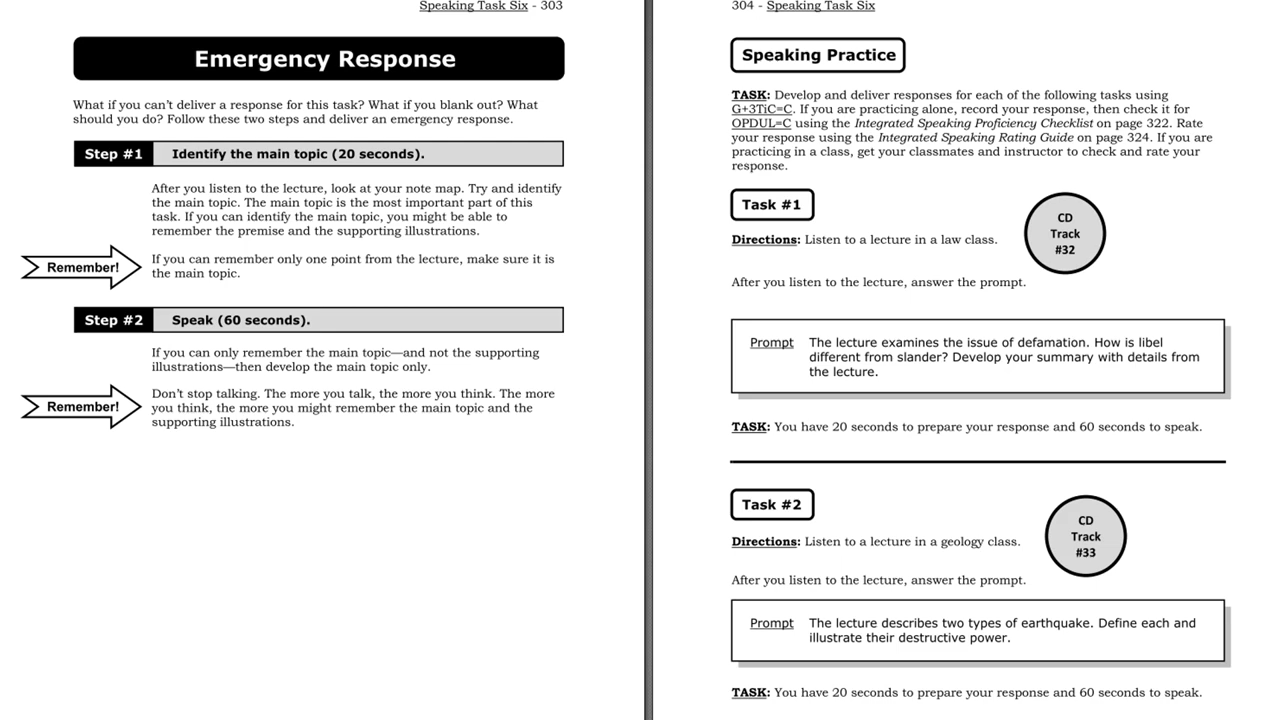 Speaking Task Six - 303
Emergency Response
What if you can’t deliver a response for this task? What if you blank out? What
should you do? Follow these two steps and deliver an emergency response.
Step #1 Identify the main topic (20 seconds).
After you listen to the lecture, look at your note map. Try and identify
the main topic. The main topic is the most important part of this
task. If you can identify the main topic, you might be able to
remember the premise and the supporting illustrations.
Remember!
If you can remember only one point from the lecture, make sure it is
the main topic.
Step #2 Speak (60 seconds).
If you can only remember the main topic—and not the supporting
illustrations—then develop the main topic only.
Remember!
Don’t stop talking. The more you talk, the more you think. The more
you think, the more you might remember the main topic and the
supporting illustrations.
304 - Speaking Task Six
Speaking Practice
TASK: Develop and deliver responses for each of the following tasks using
G+3TiC=C. If you are practicing alone, record your response, then check it for
OPDUL=C using the Integrated Speaking Proficiency Checklist on page 322. Rate
your response using the Integrated Speaking Rating Guide on page 324. If you are
practicing in a class, get your classmates and instructor to check and rate your
response.
Task #1
CD
Track
#32
Directions: Listen to a lecture in a law class.
After you listen to the lecture, answer the prompt.
Prompt The lecture examines the issue of defamation. How is libel
different from slander? Develop your summary with details from
the lecture.
TASK: You have 20 seconds to prepare your response and 60 seconds to speak.
Task #2
CD
Track
#33
Directions: Listen to a lecture in a geology class.
After you listen to the lecture, answer the prompt.
Prompt The lecture describes two types of earthquake. Define each and
illustrate their destructive power.
TASK: You have 20 seconds to prepare your response and 60 seconds to speak.